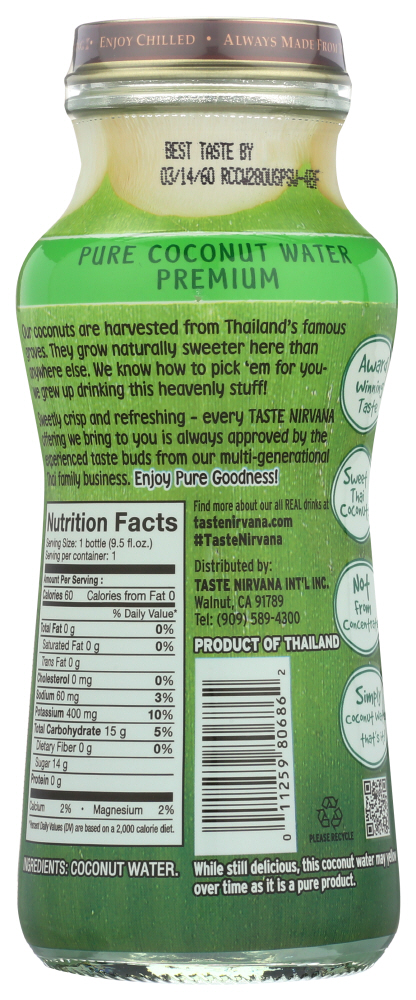 • ENJOY CHILLED • ALWAYS MADE FROM
BEST TASTE BY
03/14/60
PURE COCONUT WATER
PREMIUM
Our coconuts are harvested from Thailand's famous
groves. They grow naturally sweeter here than
anywhere else. We know how to pick 'em for you-
we grew up drinking this heavenly stuff!
Sweetly crisp and refreshing - every TASTE NIRVANA
offering we bring to you is always approved by the
experienced taste buds from our multi-generational
Thai family business. Enjoy Pure Goodness!
Award
Winning
Taste
Sweet
Thai
Coconut
Not
From
Concentrate
Simply
coconut water
that's it
Nutrition Facts
Serving Size: 1 bottle (9.5 fl.oz.)
Serving per container: 1
Amount Per Serving :
Calories 60 Calories from Fat 0
% Daily Value*
Total Fat 0 g 0%
Saturated Fat 0 g 0%
Trans Fat 0 g
Cholesterol 0 mg 0%
Sodium 60 mg 3%
Potassium 400 mg 10%
Total Carbohydrate 15 g 5%
Dietary Fiber 0 g 0%
Sugar 14 g
Protein 0 g
Calcium 2% • Magnesium 2%
*Percent Daily Values (DV) are based on a 2,000 calorie diet.
INGREDIENTS: COCONUT WATER.
Find more about our all REAL drinks at
tastenirvana.com
#TasteNirvana
Distributed by:
TASTE NIRVANA INT'L INC.
Walnut, CA 91789
Tel: (909) 589-4300
PRODUCT OF THAILAND
0 11259 80686 2
PLEASE RECYCLE
While still delicious, this coconut water may yellow
over time as it is a pure product.